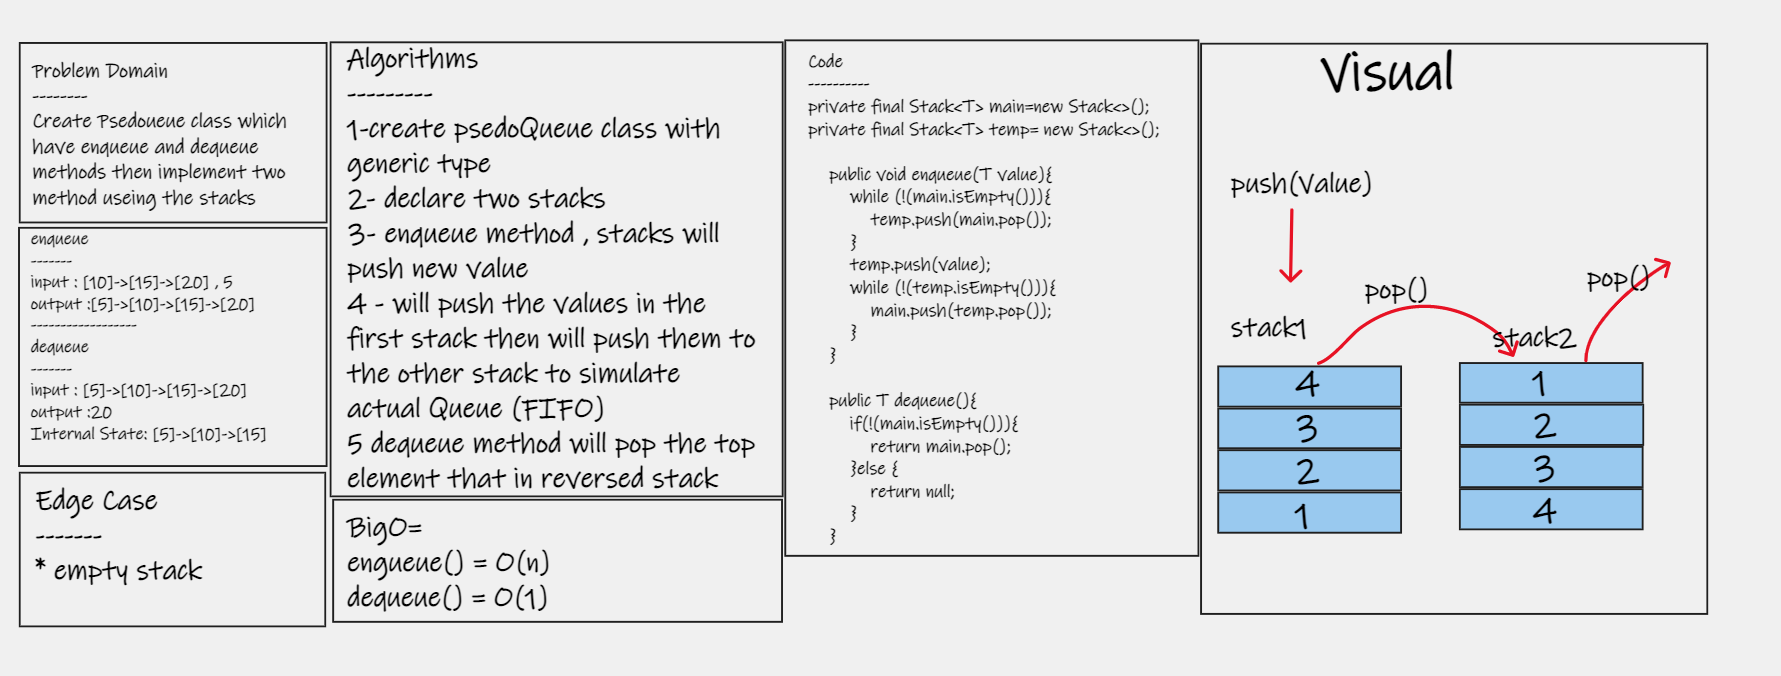 Problem Domain
--------
Create Psedoueue class which
have enqueue and dequeue
methods then implement two
method useing the stacks
enqueue
-------
input : [10]->[15]->[20] , 5
output :[5]->[10]->[15]->[20]
------------------
dequeue
-------
input : [5]->[10]->[15]->[20]
output :20
Internal State: [5]->[10]->[15]
Edge Case
-------
* empty stack
Algorithms
---------
1-create psedoQueue class with
generic type
2- declare two stacks
3- enqueue method , stacks will
push new value
4 - will push the values in the
first stack then will push them to
the other stack to simulate
actual Queue (FIFO)
5 dequeue method will pop the top
element that in reversed stack
BigO=
engueue() = O(n)
dequeue() = O(1)
Code
----------
private final Stack<T> main=new Stack<>();
private final Stack<T> temp= new Stack<>();
public void enqueue(T value){
while (!(main.isEmpty())){
temp.push(main.pop());
}
temp.push(value);
while (!(temp.isEmpty())){
main.push(temp.pop());
}
}
public T dequeue(){
if(!(main.isEmpty())){
return main.pop();
}else {
return null;
}
}
Visual
push(Value)
pop()
pop()
stack1
stack2
4
3
2
1
1
2
3
4